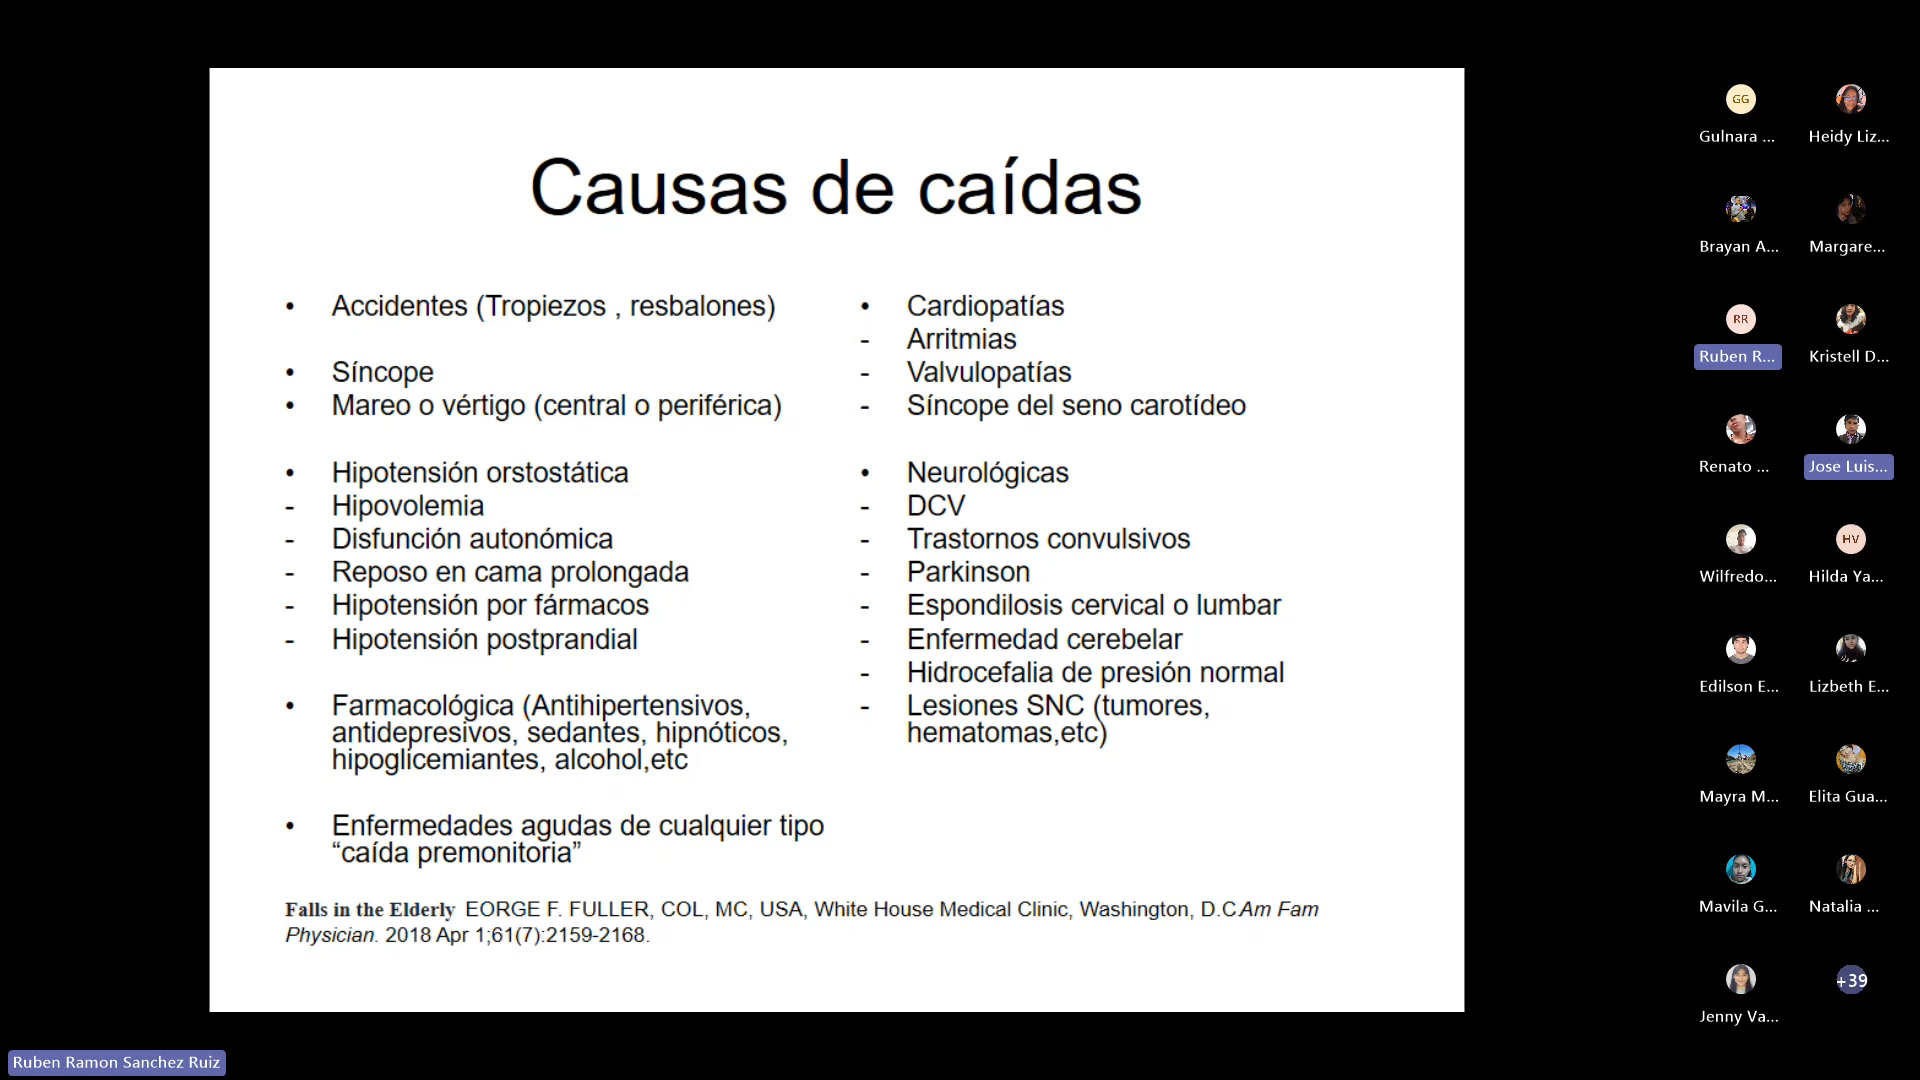 Causas de caídas
• Accidentes (Tropiezos , resbalones)
• Síncope
• Mareo o vértigo (central o periférica)
• Hipotensión orstostática
- Hipovolemia
- Disfunción autonómica
- Reposo en cama prolongada
- Hipotensión por fármacos
- Hipotensión postprandial
• Farmacológica (Antihipertensivos,
antidepresivos, sedantes, hipnóticos,
hipoglicemiantes, alcohol,etc
• Enfermedades agudas de cualquier tipo
“caída premonitoria”
• Cardiopatías
- Arritmias
- Valvulopatías
- Síncope del seno carotídeo
• Neurológicas
- DCV
- Trastornos convulsivos
- Parkinson
- Espondilosis cervical o lumbar
- Enfermedad cerebelar
- Hidrocefalia de presión normal
- Lesiones SNC (tumores,
hematomas,etc)
Falls in the Elderly EORGE F. FULLER, COL, MC, USA, White House Medical Clinic, Washington, D.C Am Fam
Physician. 2018 Apr 1;61(7):2159-2168.
GG
Gulnara ...
Heidy Liz...
Brayan A...
Margare...
RR
Ruben R...
Kristell D...
Renato ...
Jose Luis...
Wilfredo...
HV
Hilda Ya...
Edilson E...
Lizbeth E...
Mayra M...
Elita Gua...
Mavila G...
Natalia ...
Jenny Va...
+39
Ruben Ramon Sanchez Ruiz